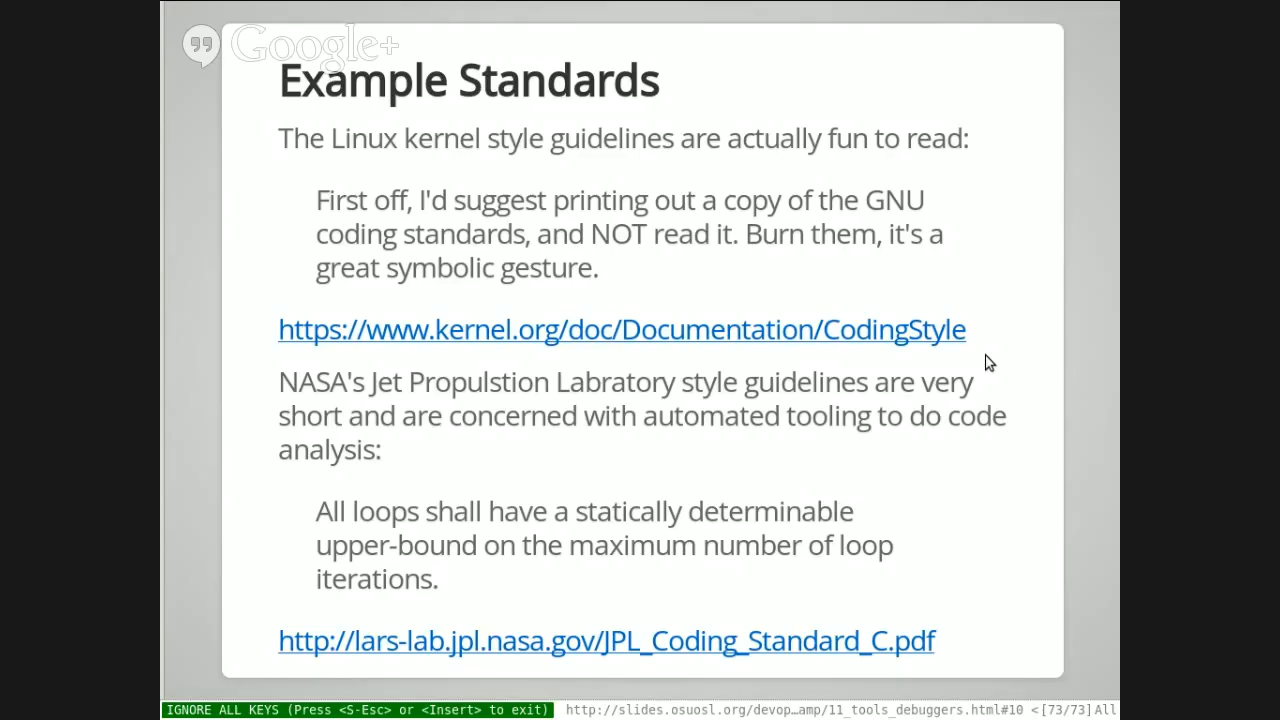 Google+
Example Standards
The Linux kernel style guidelines are actually fun to read:
First off, I'd suggest printing out a copy of the GNU
coding standards, and NOT read it. Burn them, it's a
great symbolic gesture.
https://www.kernel.org/doc/Documentation/CodingStyle
NASA's Jet Propulstion Labratory style guidelines are very
short and are concerned with automated tooling to do code
analysis:
All loops shall have a statically determinable
upper-bound on the maximum number of loop
iterations.
http://lars-lab.jpl.nasa.gov/JPL_Coding_Standard_C.pdf
IGNORE ALL KEYS (Press <S-Esc> or <Insert> to exit) http://slides.osuosl.org/devop…amp/11_tools_debuggers.html#10 < [73/73] All